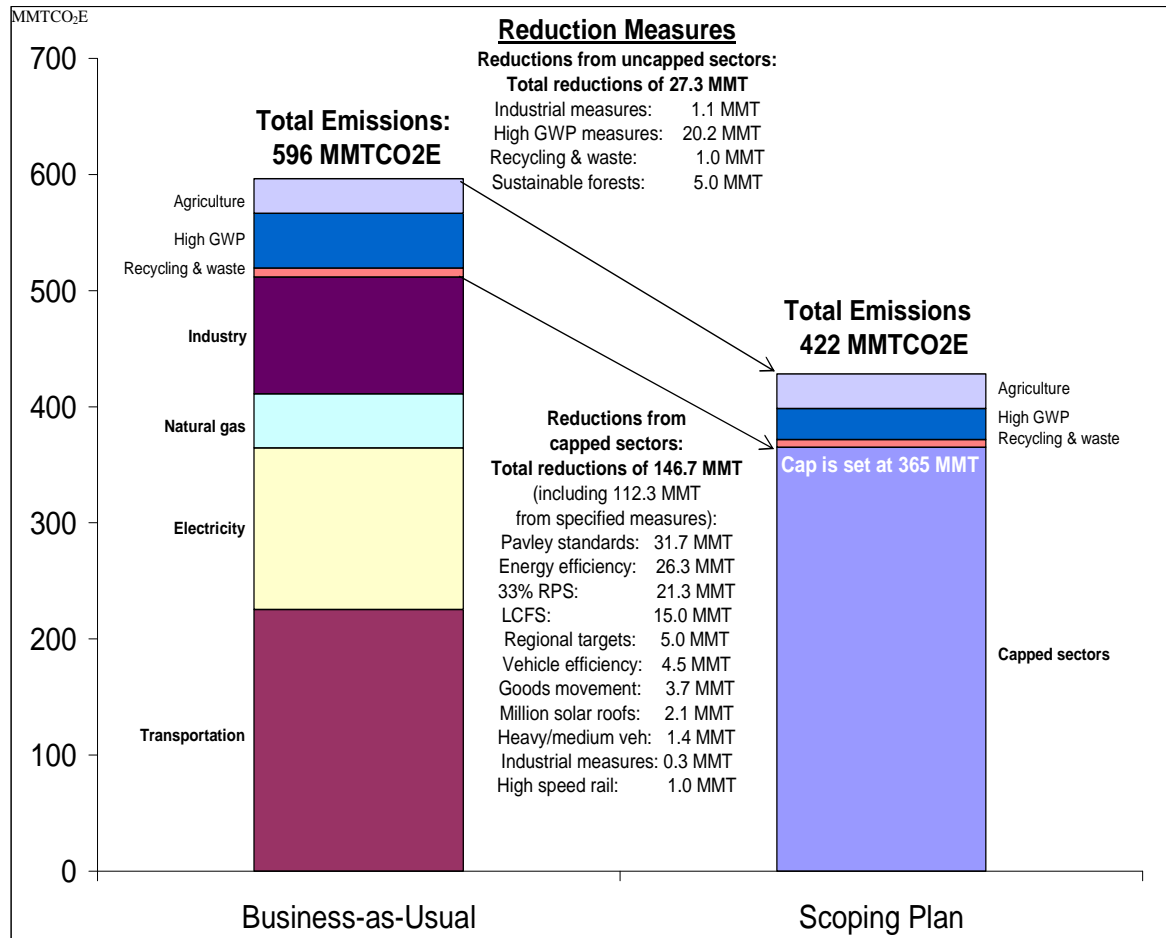 MMTCO₂E
Reduction Measures
Reductions from uncapped sectors:
Total reductions of 27.3 MMT
Industrial measures: 1.1 MMT
High GWP measures: 20.2 MMT
Recycling & waste: 1.0 MMT
Sustainable forests: 5.0 MMT
Total Emissions:
596 MMTCO2E
700
600
500
400
300
200
100
0
Agriculture
High GWP
Recycling & waste
Industry
Natural gas
Electricity
Transportation
Reductions from
capped sectors:
Total reductions of 146.7 MMT
(including 112.3 MMT
from specified measures):
Pavley standards: 31.7 MMT
Energy efficiency: 26.3 MMT
33% RPS: 21.3 MMT
LCFS: 15.0 MMT
Regional targets: 5.0 MMT
Vehicle efficiency: 4.5 MMT
Goods movement: 3.7 MMT
Million solar roofs: 2.1 MMT
Heavy/medium veh: 1.4 MMT
Industrial measures: 0.3 MMT
High speed rail: 1.0 MMT
Total Emissions
422 MMTCO2E
Agriculture
High GWP
Recycling & waste
Cap is set at 365 MMT
Capped sectors
Business-as-Usual
Scoping Plan